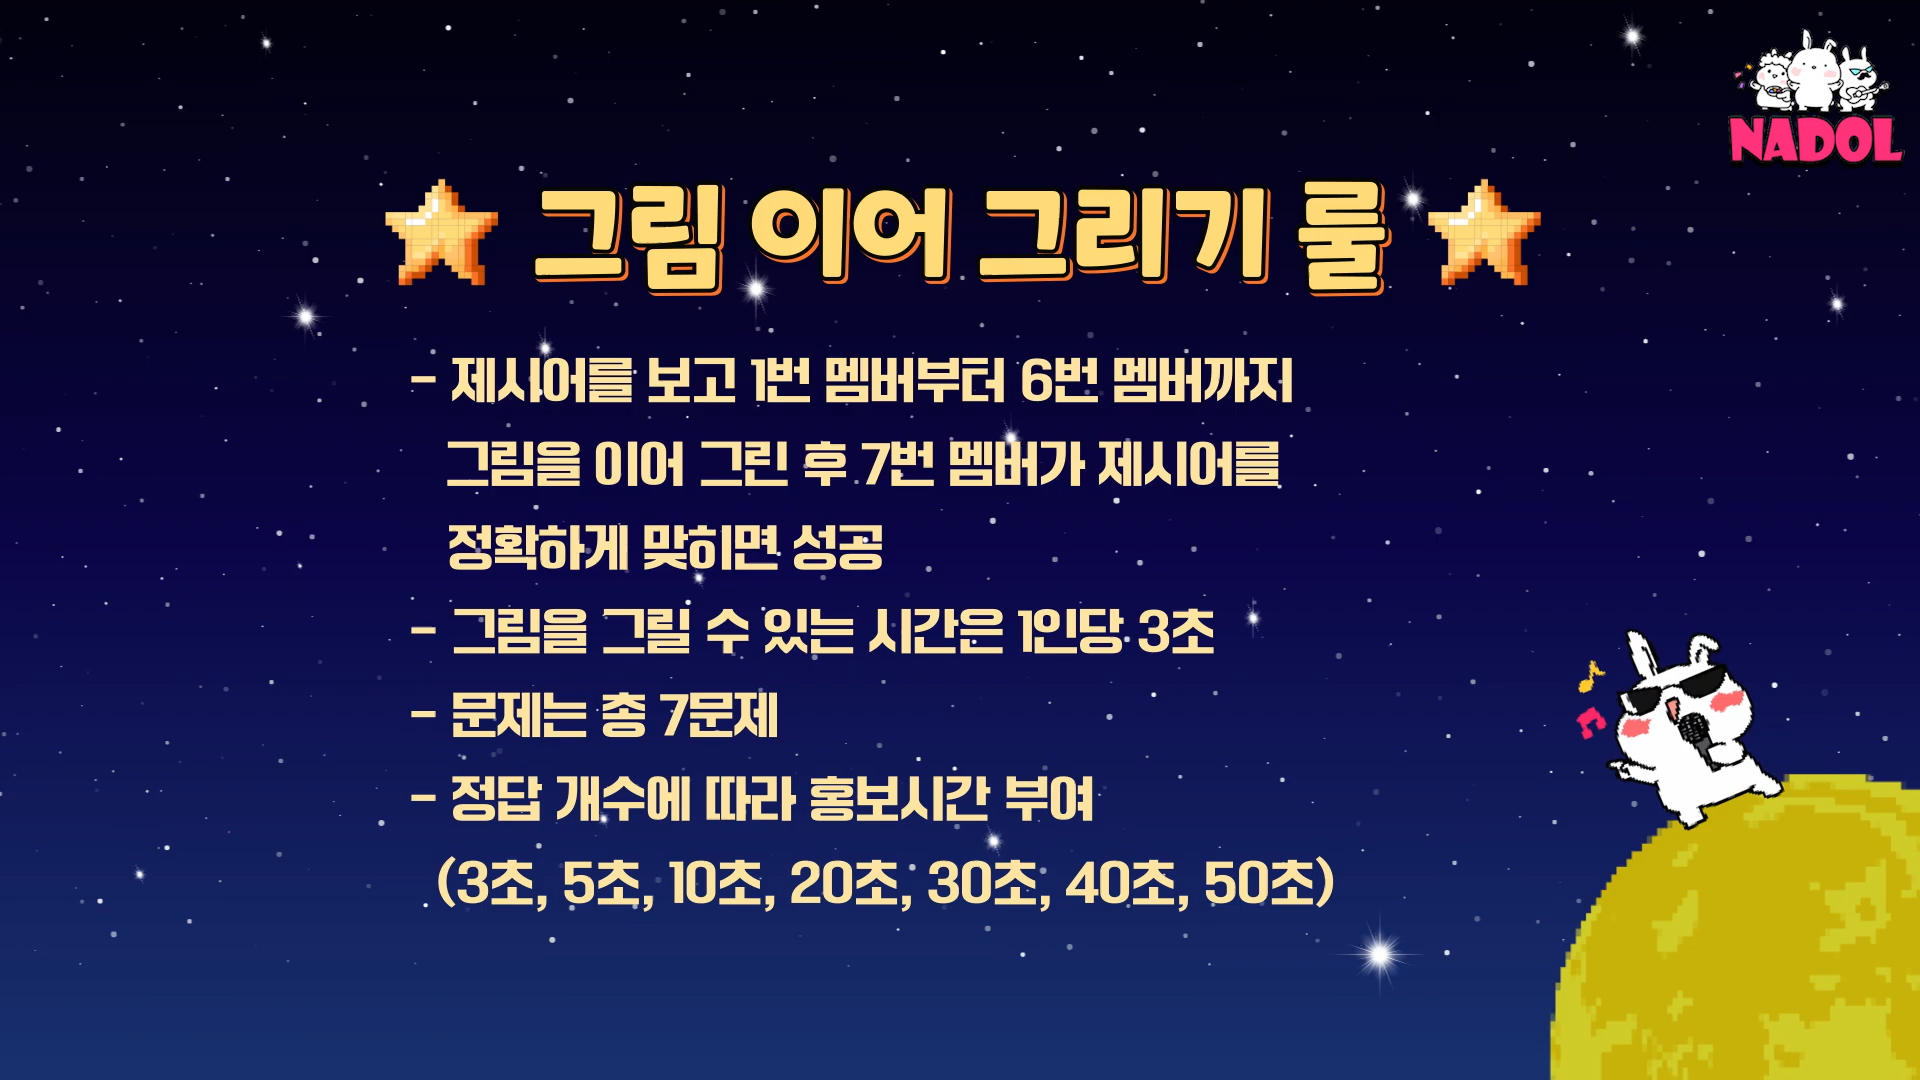 NADOL
그림 이어 그리기 룰
- 제시어를 보고 1번 멤버부터 6번 멤버까지
그림을 이어 그린 후 7번 멤버가 제시어를
정확하게 맞히면 성공
- 그림을 그릴 수 있는 시간은 1인당 3초
- 문제는 총 7문제
- 정답 개수에 따라 홍보시간 부여
(3초, 5초, 10초, 20초, 30초, 40초, 50초)